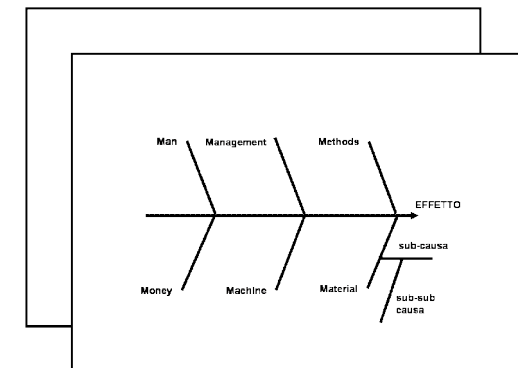 Man
Management
Methods
EFFETTO
sub-causa
Money
Machine
Material
sub-sub
causa